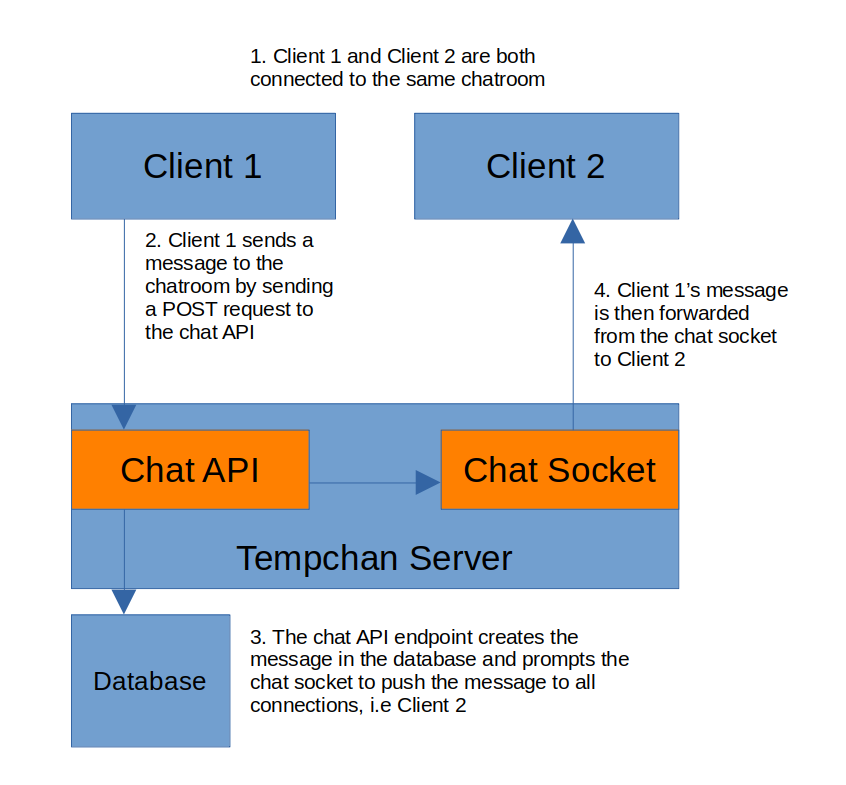 1. Client 1 and Client 2 are both
connected to the same chatroom
Client 1
Client 2
2. Client 1 sends a
message to the
chatroom by sending
a POST request to
the chat API
4. Client 1’s message
is then forwarded
from the chat socket
to Client 2
Chat API
Chat Socket
Tempchan Server
Database
3. The chat API endpoint creates the
message in the database and prompts the
chat socket to push the message to all
connections, i.e Client 2